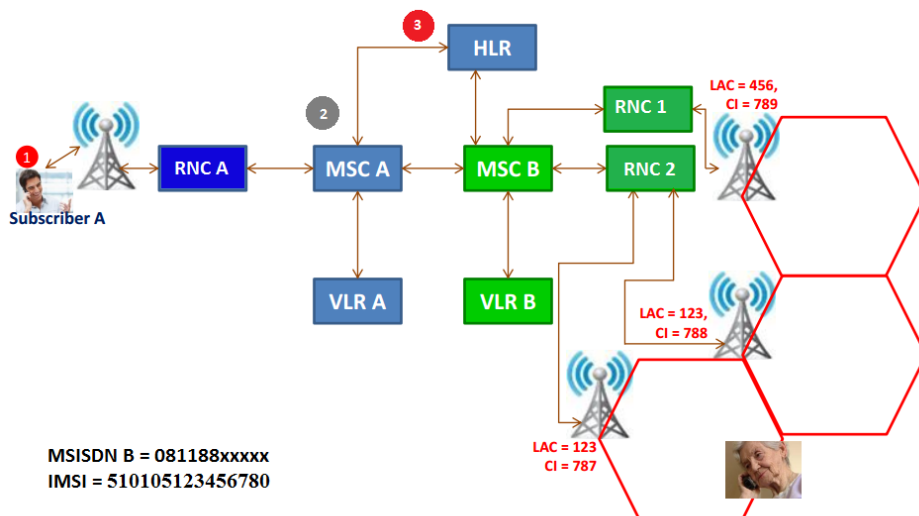 3
HLR
LAC = 456,
CI = 789
RNC 1
2
1
RNC A
MSC A
MSC B
RNC 2
Subscriber A
VLR A
VLR B
LAC = 123,
CI = 788
LAC = 123
CI = 787
MSISDN B = 081188xxxxx
IMSI = 510105123456780